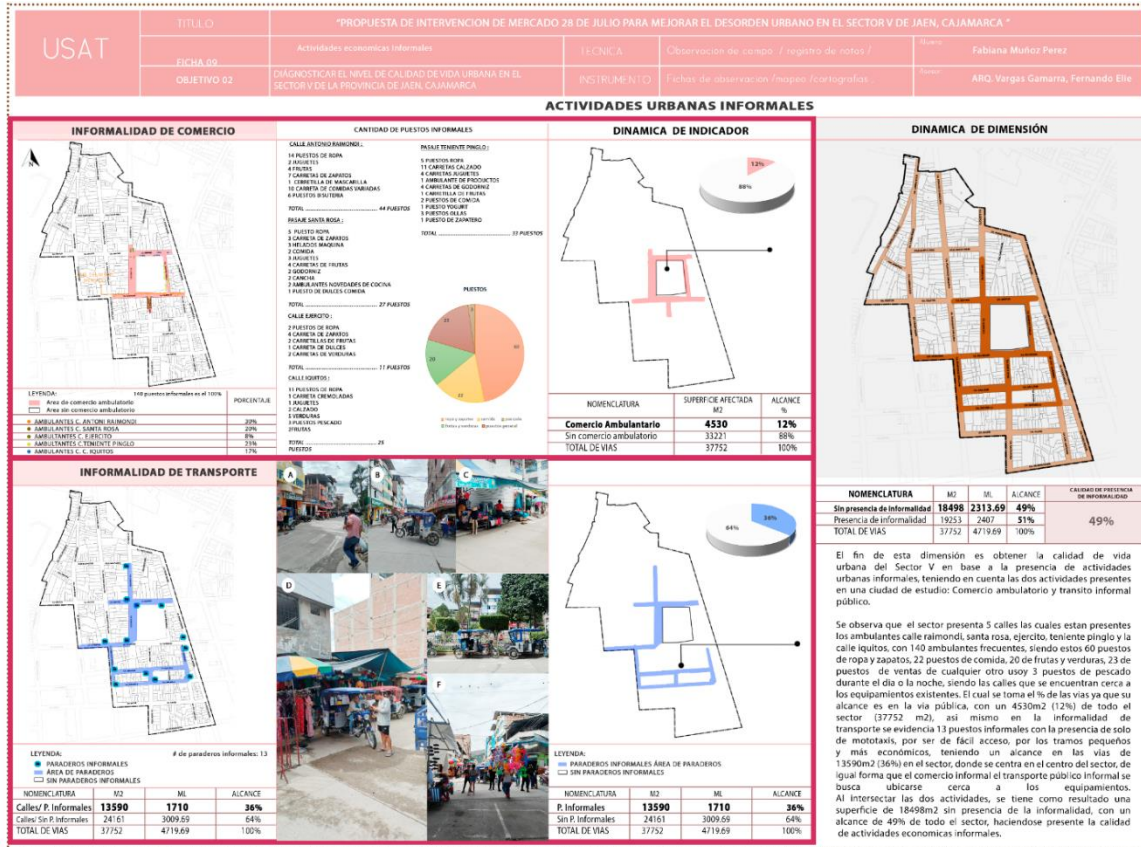 USAT
TITULO
"PROPUESTA DE INTERVENCION DE MERCADO 28 DE JULIO PARA MEJORAR EL DESORDEN URBANO EN EL SECTOR V DE JAEN, CAJAMARCA "
FICHA 09
Actividades economicas Informales
TECNICA
Observacion de campo / registro de notas /
Fabiana Muñoz Perez
OBJETIVO 02
DIAGNOSTICAR EL NIVEL DE CALIDAD DE VIDA URBANA EN EL
SECTOR V DE LA PROVINCIA DE JAEN, CAJAMARCA
INSTRUMENTO
Fichas de observacion /mapeo /cartografias .
ARQ. Vargas Gamarra, Fernando Elie
ACTIVIDADES URBANAS INFORMALES
INFORMALIDAD DE COMERCIO
LEYENDA:
140 puestos informales es el 100%
Area de comercio ambulatorio
Area sin comercio ambulatorio
PORCENTAJE
AMBULANTES C. ANTONI RAIMONDI
AMBULANTES C. SANTA ROSA 20%
AMBULANTES C. EJERCITO 8%
AMBULANTES C.TENIENTE PINGLO 23%
AMBULANTES C. C. IQUITOS 17%
CANTIDAD DE PUESTOS INFORMALES
CALLE ANTONIO RAIMONDI :
14 PUESTOS DE ROPA
2 JUGUETES
4 FRUTAS
7 CARRETAS DE ZAPATOS
1 CERRETILLA DE MASCARILLA
10 CARRETA DE COMIDAS VARIADAS
6 PUESTOS BISUTERIA
TOTAL ........ 44 PUESTOS
PASAJE SANTA ROSA :
5 PUESTO ROPA
3 CARRETA DE ZAPATOS
3 HELADOS MAQUINA
2 COMIDA
3 JUGUETES
4 CARRETAS DE FRUTAS
2 GODORNIZ
2 CANCHA
2 AMBULANTES NOVEDADES DE COCINA
1 PUESTO DE DULCES COMIDA
TOTAL ........ 27 PUESTOS
CALLE EJERCITO :
2 PUESTOS DE ROPA
4 CARRETA DE ZAPATOS
2 CARRETILLAS DE FRUTAS
1 CARRETA DE DULCES
2 CARRETAS DE VERDURAS
TOTAL ........ 11 PUESTOS
CALLE IQUITOS :
11 PUESTOS DE ROPA
1 CARRETA CREMOLADAS
1 JUGUETES
2 CALZADO
3 VERDURAS
3 PUESTOS PESCADO
2FRUTAS
TOTAL ........ 25
PUESTOS
PASAJE TENIENTE PINGLO :
5 PUESTOS ROPA
11 CARRETAS CALZADO
4 CARRETAS JUGUETES
1 AMBULANTE DE PRODUCTOS
4 CARRETAS DE GODORNIZ
1 CARRETILLA DE FRUTAS
2 PUESTOS DE COMIDA
1 PUESTO YOGURT
3 PUESTOS OLLAS
1 PUESTO DE ZAPATERO
TOTAL ........ 33 PUESTOS
PUESTOS
60
20
DINAMICA DE INDICADOR
12%
88%
NOMENCLATURA
SUPERFICIE AFECTADA
M2
ALCANCE
%
Comercio Ambulantario 4530 12%
Sin comercio ambulatorio 33221 88%
TOTAL DE VIAS 37752 100%
DINAMICA DE DIMENSIÓN
NOMENCLATURA M2 ML ALCANCE
CALIDAD DE PRESENCIA
DE INFORMALIDAD
Sin presencia de informalidad 18498 2313.69 49%
Presencia de informalidad 19253 2407 51%
TOTAL DE VIAS 37752 4719.69 100%
49%
El fin de esta dimensión es obtener la calidad de vida
urbana del Sector V en base a la presencia de actividades
urbanas informales, teniendo en cuenta las dos actividades presentes
en una ciudad de estudio: Comercio ambulatorio y transito informal
público.
Se observa que el sector presenta 5 calles las cuales estan presentes
los ambulantes calle raimondi, santa rosa, ejercito, teniente pinglo y la
calle iquitos, con 140 ambulantes frecuentes, siendo estos 60 puestos
de ropa y zapatos, 22 puestos de comida, 20 de frutas y verduras, 23 de
puestos de ventas de cualquier otro usoy 3 puestos de pescado
durante el día o la noche, siendo las calles que se encuentran cerca a
los equipamientos existentes. El cual se toma el % de las vias ya que su
alcance es en la via pública, con un 4530m2 (12%) de todo el
sector (37752 m2), asi mismo en la informalidad de
transporte se evidencia 13 puestos informales con la presencia de solo
de mototaxis, por ser de fácil acceso, por los tramos pequeños
y más económicos, teniendo un alcance en las vias de
13590m2 (36%) en el sector, donde se centra en el centro del sector, de
igual forma que el comercio informal el transporte público informal se
busca ubicarse cerca a los equipamientos.
Al intersectar las dos actividades, se tiene como resultado una
superficie de 18498m2 sin presencia de la informalidad, con un
alcance de 49% de todo el sector, haciendose presente la calidad
de actividades economicas informales.
INFORMALIDAD DE TRANSPORTE
LEYENDA:
# de paraderos informales: 13
PARADEROS INFORMALES
ÁREA DE PARADEROS
SIN PARADEROS INFORMALES
NOMENCLATURA M2 ML ALCANCE
Calles/ P. Informales 13590 1710 36%
Calles/ Sin P. Informales 24161 3009.69 64%
TOTAL DE VIAS 37752 4719.69 100%
A
B
C
D
E
F
64%
36%
LEYENDA:
PARADEROS INFORMALES ÁREA DE PARADEROS
SIN PARADEROS INFORMALES
NOMENCLATURA M2 ML ALCANCE
P. Informales 13590 1710 36%
Sin P. Informales 24161 3009.69 64%
TOTAL DE VIAS 37752 4719.69 100%